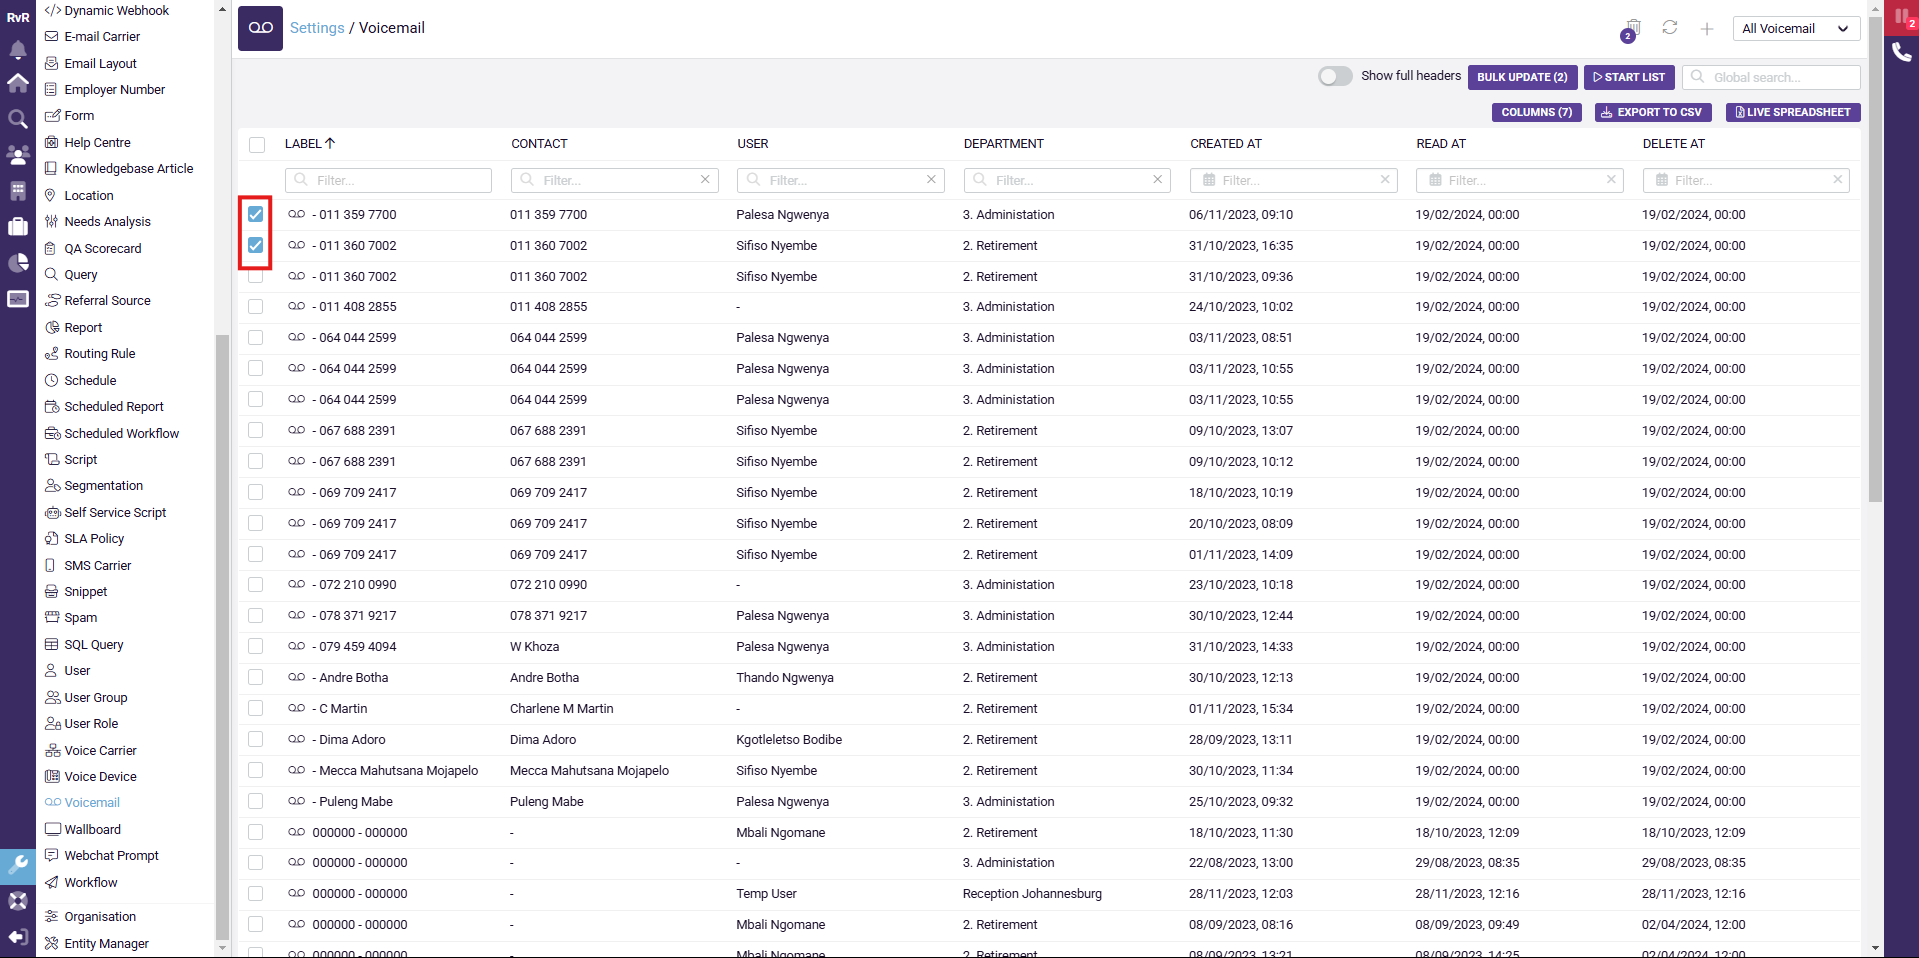 RvR
Dynamic Webhook
E-mail Carrier
Email Layout
Employer Number
Form
Help Centre
Knowledgebase Article
Location
Needs Analysis
QA Scorecard
Query
Referral Source
Report
Routing Rule
Schedule
Scheduled Report
Scheduled Workflow
Script
Segmentation
Self Service Script
SLA Policy
SMS Carrier
Snippet
Spam
SQL Query
User
User Group
User Role
Voice Carrier
Voice Device
Voicemail
Wallboard
Webchat Prompt
Workflow
Organisation
Entity Manager
Settings / Voicemail
2
All Voicemail
2
Show full headers BULK UPDATE (2) START LIST Global search...
COLUMNS (7) EXPORT TO CSV LIVE SPREADSHEET
LABEL CONTACT USER DEPARTMENT CREATED AT READ AT DELETE AT
Filter... Filter... Filter... Filter... Filter... Filter... Filter...
- 011 359 7700 011 359 7700 Palesa Ngwenya 3. Administation 06/11/2023, 09:10 19/02/2024, 00:00 19/02/2024, 00:00
- 011 360 7002 011 360 7002 Sifiso Nyembe 2. Retirement 31/10/2023, 16:35 19/02/2024, 00:00 19/02/2024, 00:00
- 011 360 7002 011 360 7002 Sifiso Nyembe 2. Retirement 31/10/2023, 09:36 19/02/2024, 00:00 19/02/2024, 00:00
- 011 408 2855 011 408 2855 - 3. Administation 24/10/2023, 10:02 19/02/2024, 00:00 19/02/2024, 00:00
- 064 044 2599 064 044 2599 Palesa Ngwenya 3. Administation 03/11/2023, 08:51 19/02/2024, 00:00 19/02/2024, 00:00
- 064 044 2599 064 044 2599 Palesa Ngwenya 3. Administation 03/11/2023, 10:55 19/02/2024, 00:00 19/02/2024, 00:00
- 064 044 2599 064 044 2599 Palesa Ngwenya 3. Administation 03/11/2023, 10:55 19/02/2024, 00:00 19/02/2024, 00:00
- 067 688 2391 067 688 2391 Sifiso Nyembe 2. Retirement 09/10/2023, 13:07 19/02/2024, 00:00 19/02/2024, 00:00
- 067 688 2391 067 688 2391 Sifiso Nyembe 2. Retirement 09/10/2023, 10:12 19/02/2024, 00:00 19/02/2024, 00:00
- 069 709 2417 069 709 2417 Sifiso Nyembe 2. Retirement 18/10/2023, 10:19 19/02/2024, 00:00 19/02/2024, 00:00
- 069 709 2417 069 709 2417 Sifiso Nyembe 2. Retirement 20/10/2023, 08:09 19/02/2024, 00:00 19/02/2024, 00:00
- 069 709 2417 069 709 2417 Sifiso Nyembe 2. Retirement 01/11/2023, 14:09 19/02/2024, 00:00 19/02/2024, 00:00
- 072 210 0990 072 210 0990 - 3. Administation 23/10/2023, 10:18 19/02/2024, 00:00 19/02/2024, 00:00
- 078 371 9217 078 371 9217 Palesa Ngwenya 3. Administation 30/10/2023, 12:44 19/02/2024, 00:00 19/02/2024, 00:00
- 079 459 4094 W Khoza Palesa Ngwenya 3. Administation 31/10/2023, 14:33 19/02/2024, 00:00 19/02/2024, 00:00
- Andre Botha Andre Botha Thando Ngwenya 2. Retirement 30/10/2023, 12:13 19/02/2024, 00:00 19/02/2024, 00:00
- C Martin Charlene M Martin - 2. Retirement 01/11/2023, 15:34 19/02/2024, 00:00 19/02/2024, 00:00
- Dima Adoro Dima Adoro Kgotleletso Bodibe 2. Retirement 28/09/2023, 13:11 19/02/2024, 00:00 19/02/2024, 00:00
- Mecca Mahutsana Mojapelo Mecca Mahutsana Mojapelo Sifiso Nyembe 2. Retirement 30/10/2023, 11:34 19/02/2024, 00:00 19/02/2024, 00:00
- Puleng Mabe Puleng Mabe Palesa Ngwenya 3. Administation 25/10/2023, 09:32 19/02/2024, 00:00 19/02/2024, 00:00
000000 - 000000 - Mbali Ngomane 2. Retirement 18/10/2023, 11:30 18/10/2023, 12:09 18/10/2023, 12:09
000000 - 000000 - - 3. Administation 22/08/2023, 13:00 29/08/2023, 08:35 29/08/2023, 08:35
000000 - 000000 - Temp User Reception Johannesburg 28/11/2023, 12:03 28/11/2023, 12:16 28/11/2023, 12:16
000000 - 000000 - Mbali Ngomane 2. Retirement 08/09/2023, 08:16 08/09/2023, 09:49 02/04/2024, 12:00
000000 - 000000 - Mbali Ngomane 2. Retirement 08/09/2023, 13:21 08/09/2023, 14:25 02/04/2024, 12:00